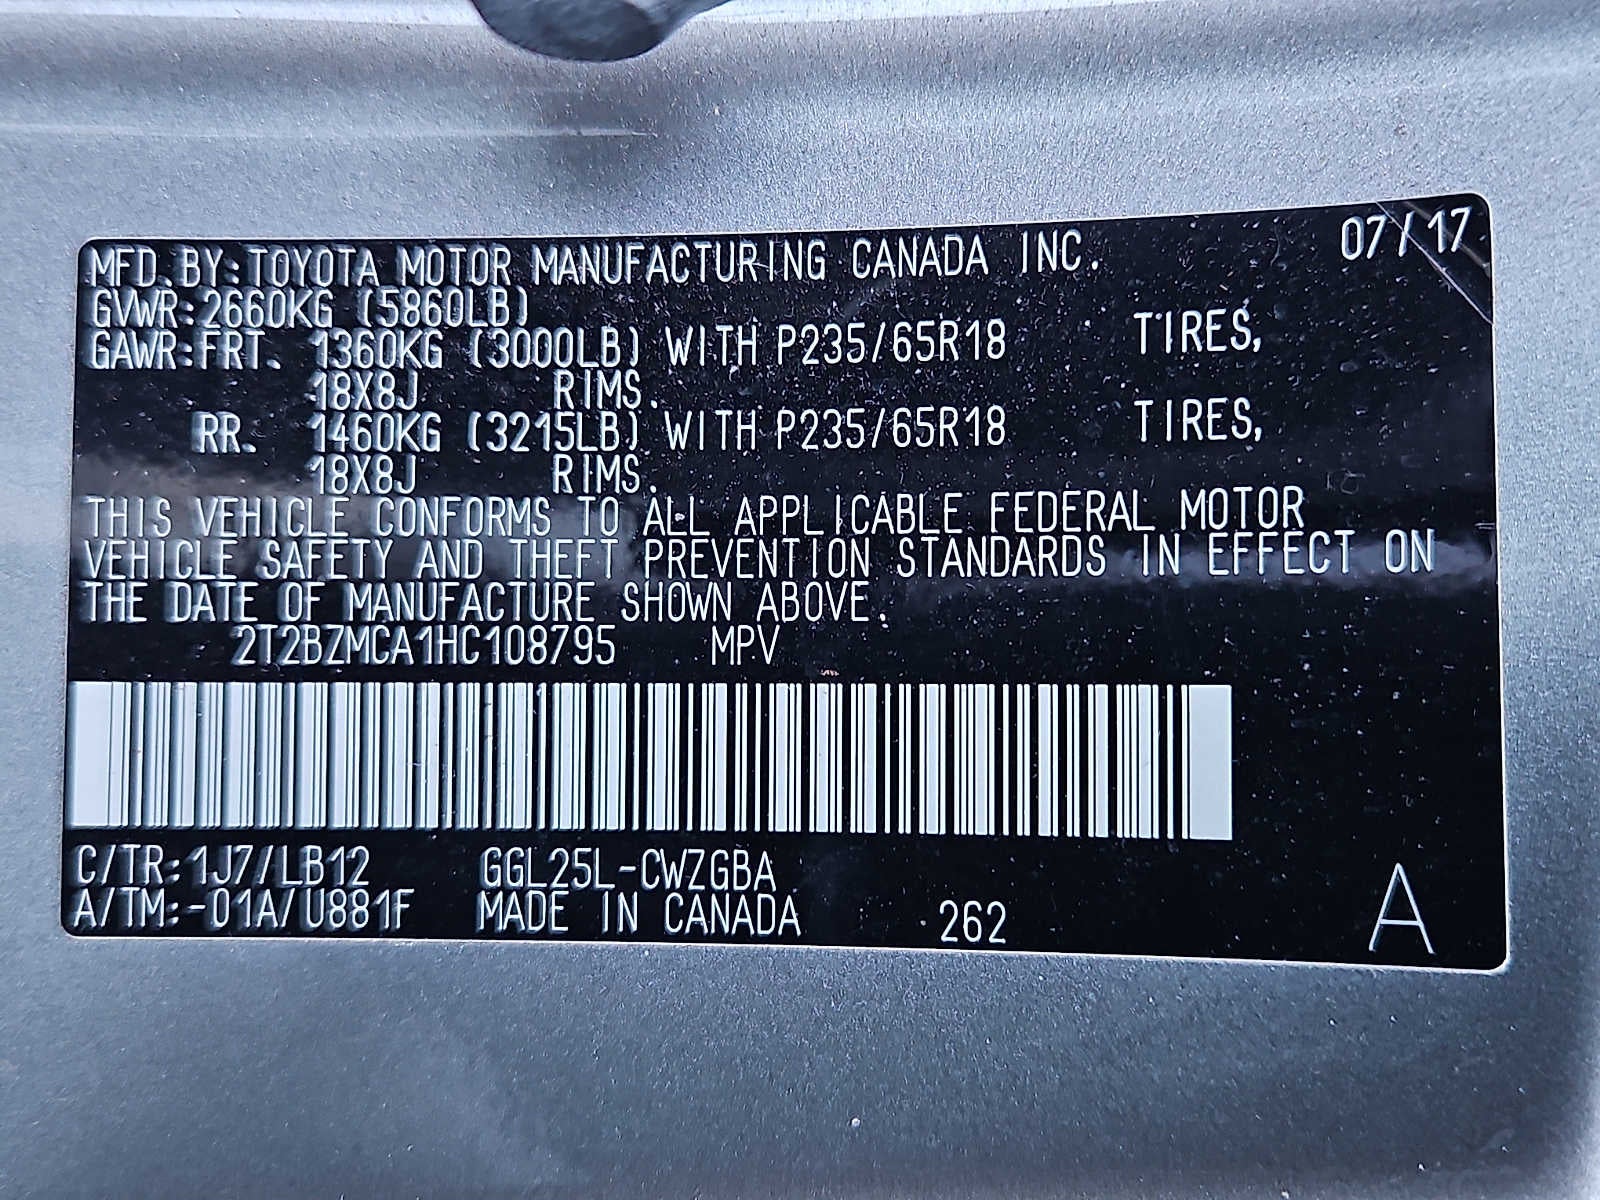 07/17
MFD. BY:TOYOTA MOTOR MANUFACTURING CANADA INC.
GVWR:2660KG (5860LB)
GAWR:FRT. 1360KG (3000LB) WITH P235/65R18 TIRES,
18X8J RIMS.
RR. 1460KG (3215LB) WITH P235/65R18 TIRES,
18X8J RIMS.
THIS VEHICLE CONFORMS TO ALL APPLICABLE FEDERAL MOTOR
VEHICLE SAFETY AND THEFT PREVENTION STANDARDS IN EFFECT ON
THE DATE OF MANUFACTURE SHOWN ABOVE.
2T2BZMCA1HC108795 MPV
C/TR:1J7/LB12 GGL25L-CWZGBA
A/TM:-01A/U881F MADE IN CANADA 262 A